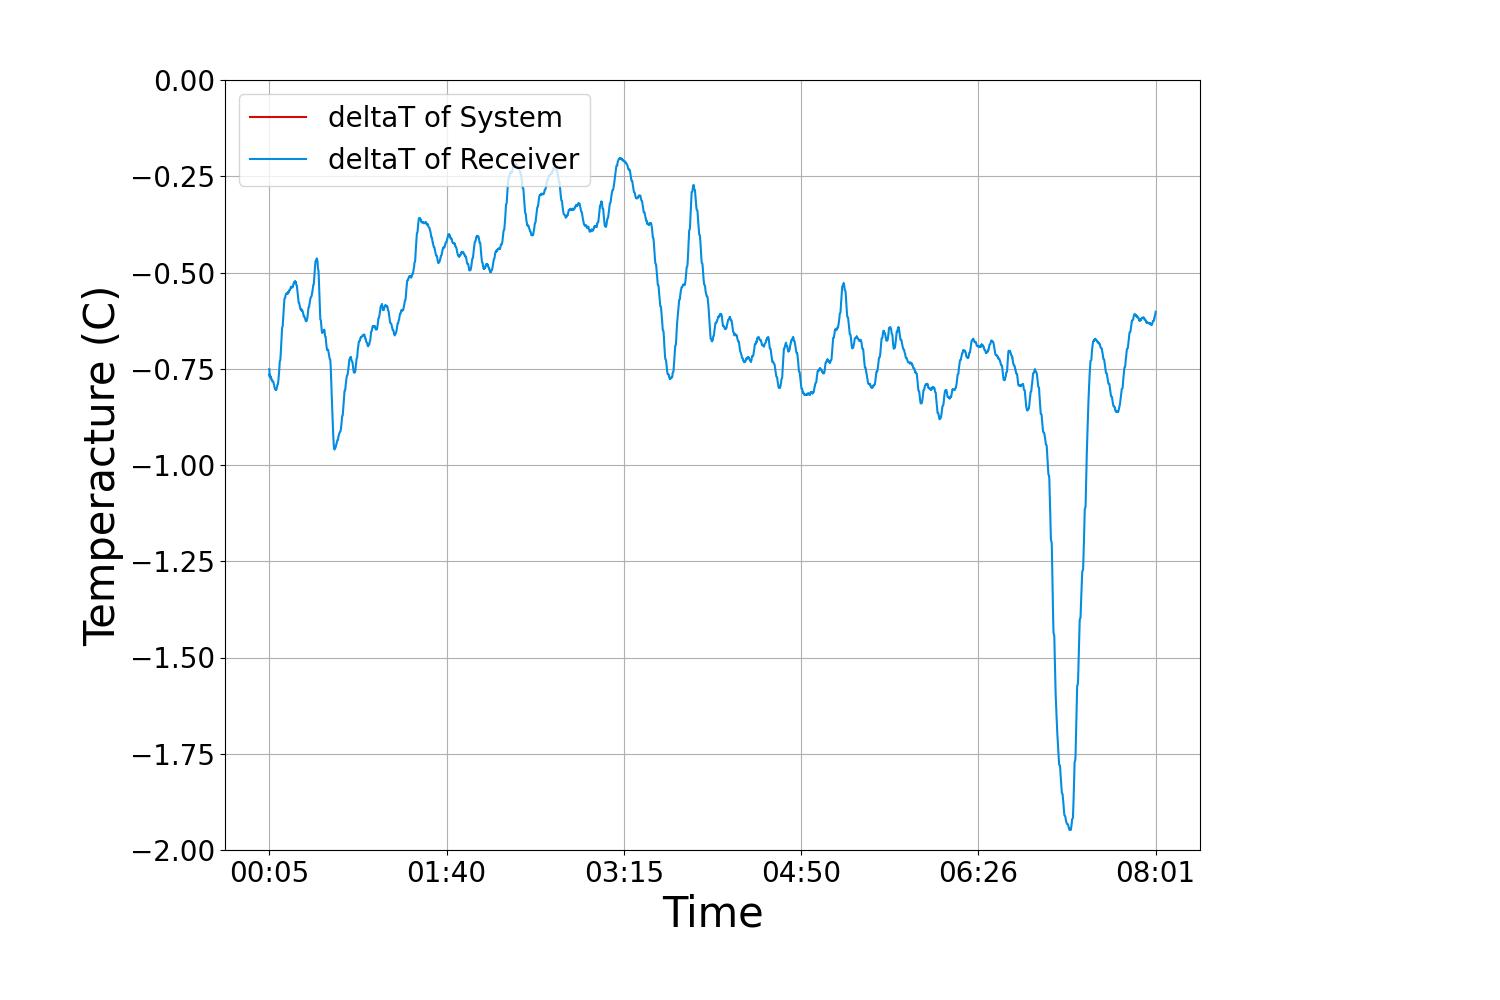 0.00
deltaT of System
deltaT of Receiver
−0.25
−0.50
−0.75
−1.00
−1.25
−1.50
−1.75
−2.00
Temperacture (C)
00:05 01:40 03:15 04:50 06:26 08:01
Time